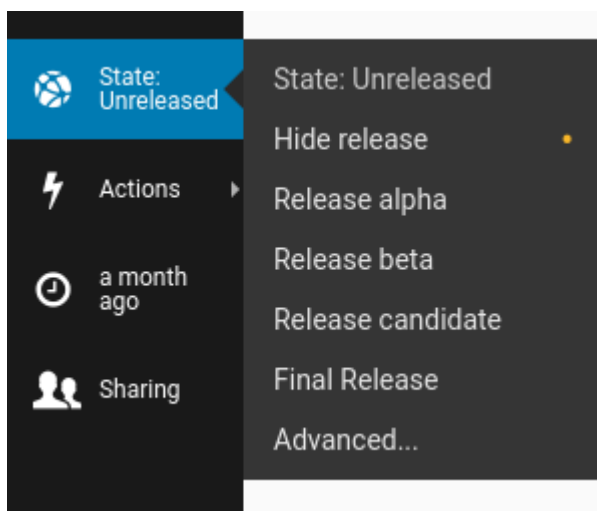 State:
Unreleased
Actions
a month
ago
Sharing
State: Unreleased
Hide release
Release alpha
Release beta
Release candidate
Final Release
Advanced...